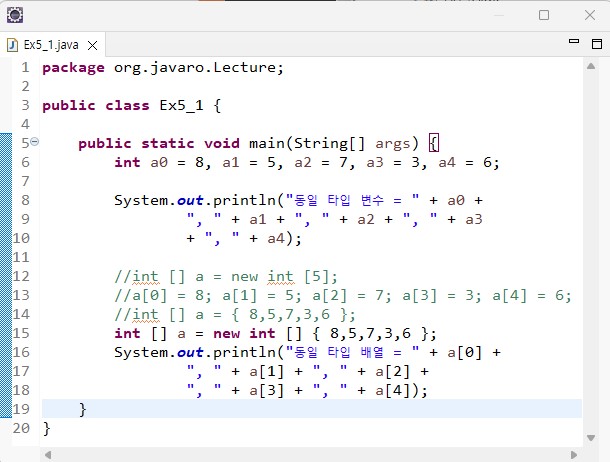 Ex5_1.java
1 package org.javaro.Lecture;
2
3 public class Ex5_1 {
4
5     public static void main(String[] args) {
6         int a0 = 8, a1 = 5, a2 = 7, a3 = 3, a4 = 6;
7
8         System.out.println("동일 타입 변수 = " + a0 +
9                 ", " + a1 + ", " + a2 + ", " + a3
10                 + ", " + a4);
11
12         //int [] a = new int [5];
13         //a[0] = 8; a[1] = 5; a[2] = 7; a[3] = 3; a[4] = 6;
14         //int [] a = { 8,5,7,3,6 };
15         int [] a = new int [] { 8,5,7,3,6 };
16         System.out.println("동일 타입 배열 = " + a[0] +
17                 ", " + a[1] + ", " + a[2] +
18                 ", " + a[3] + ", " + a[4]);
19     }
20 }